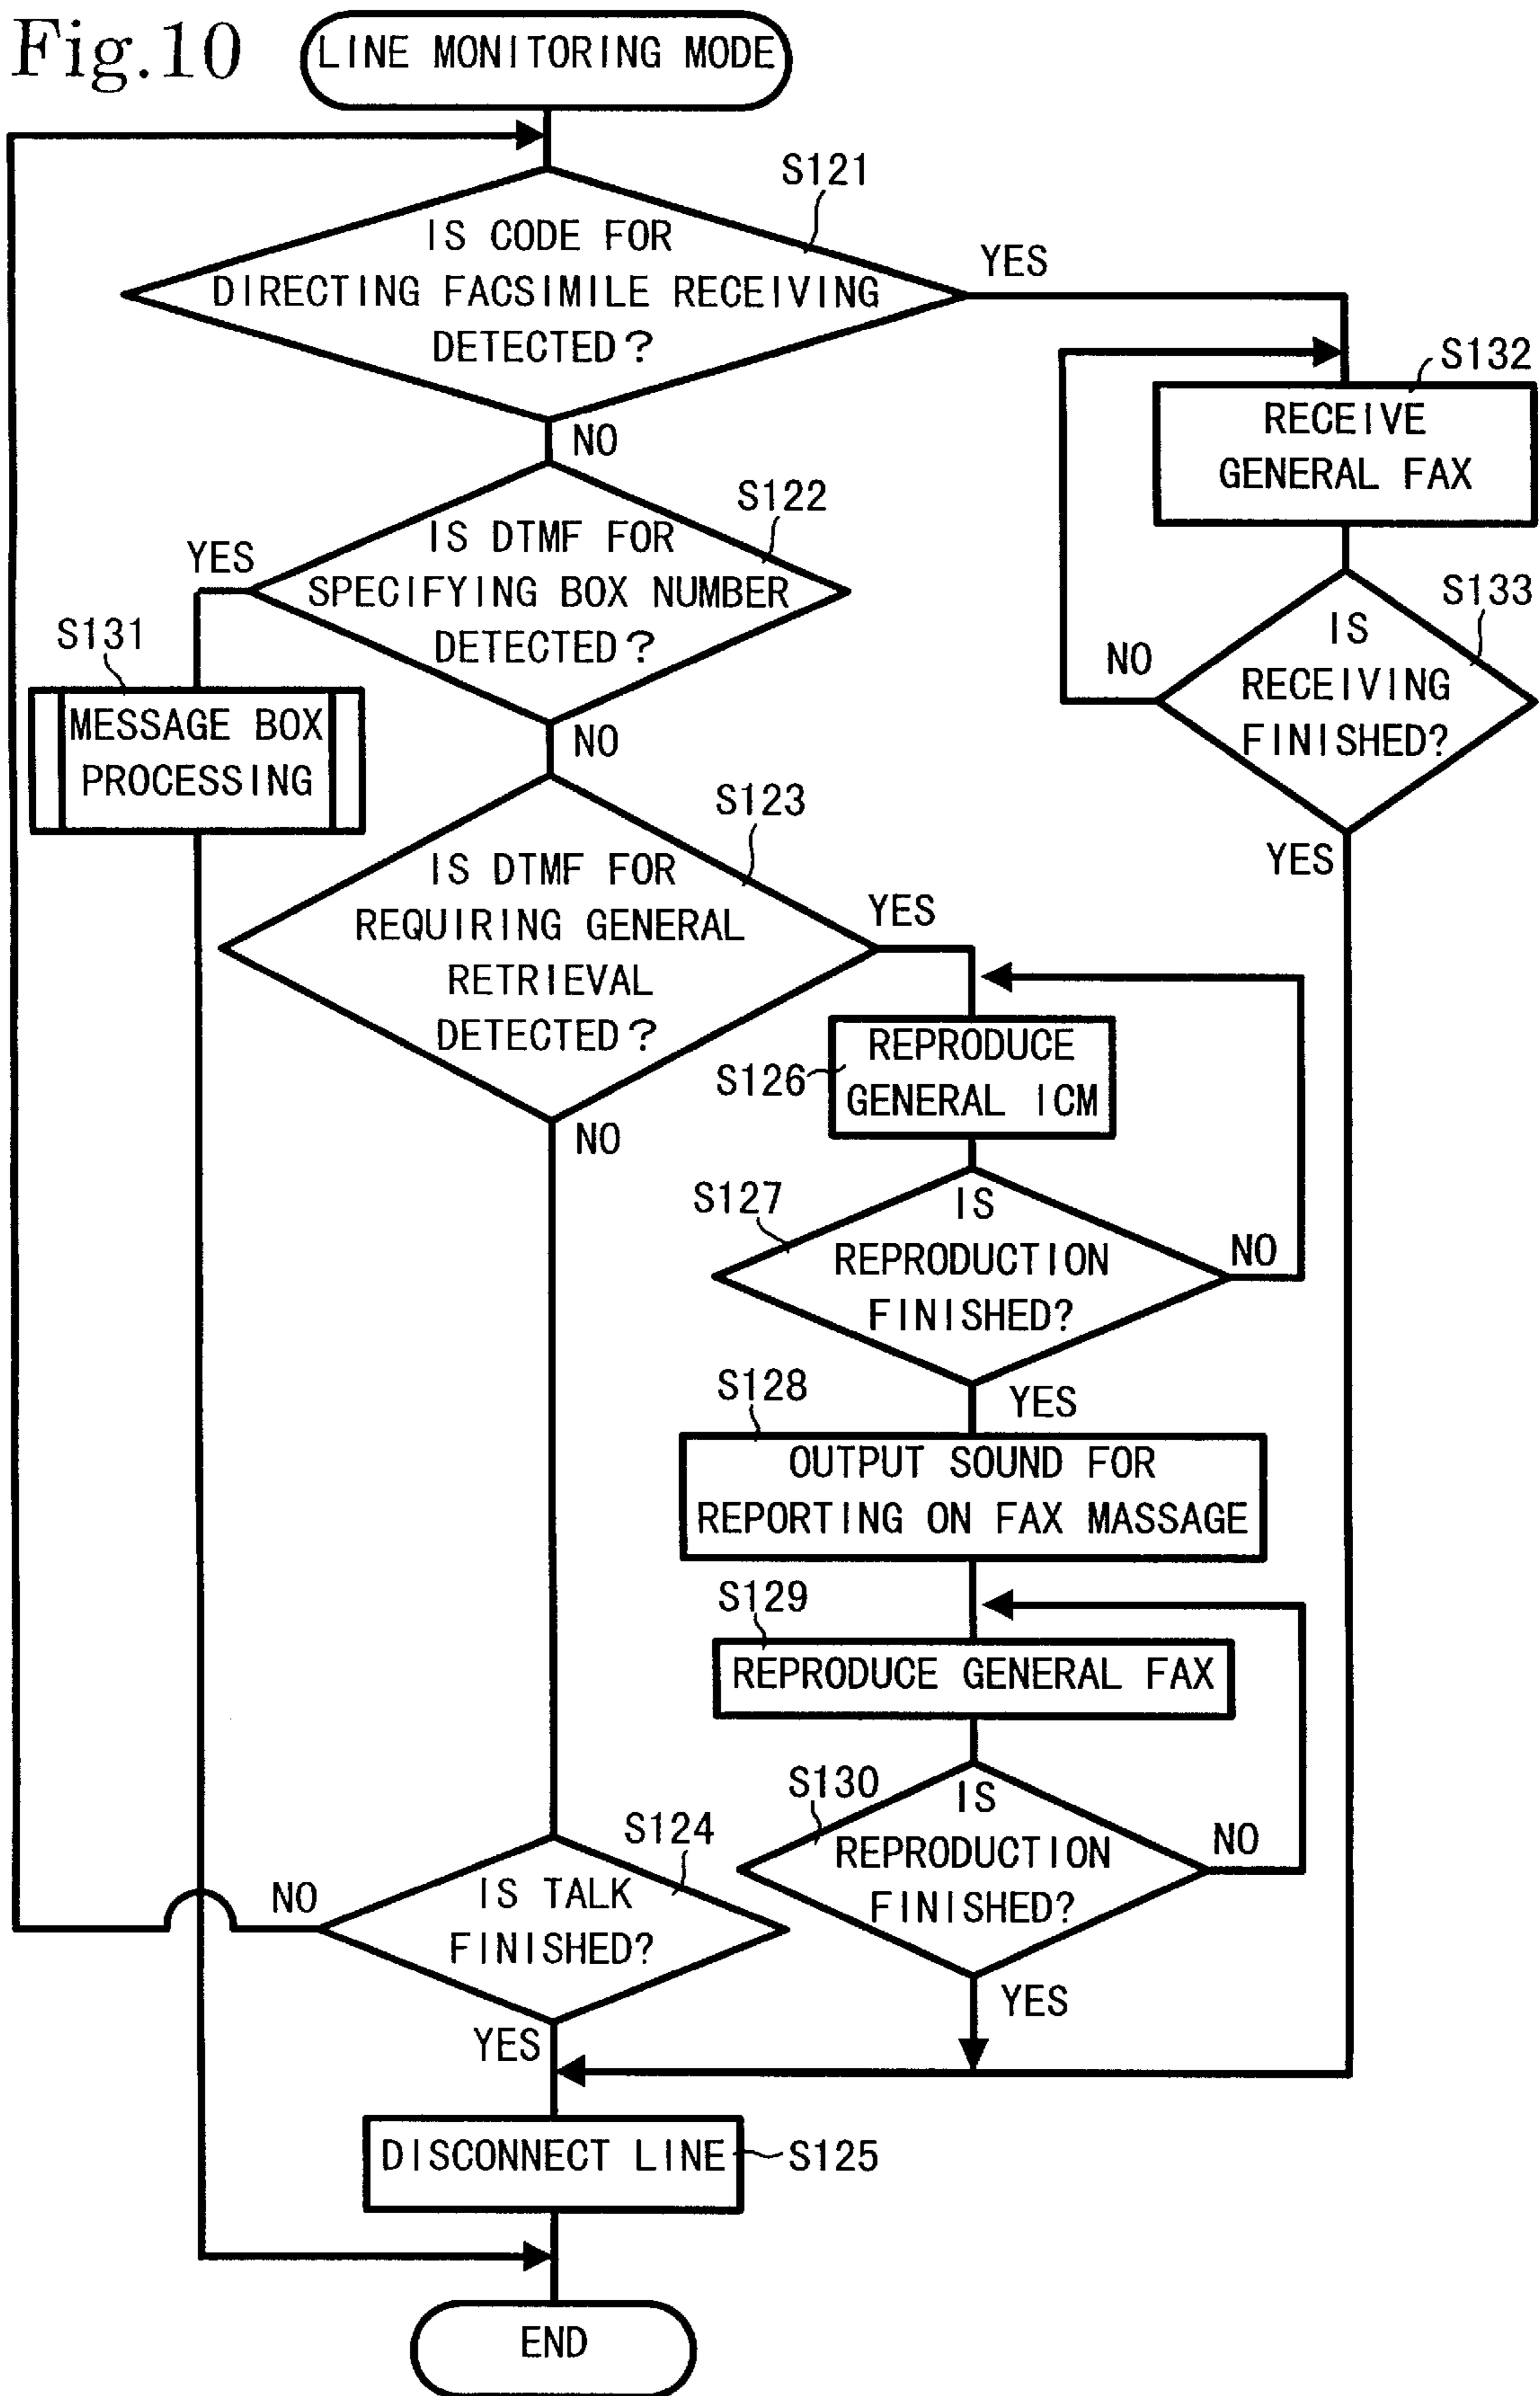 Fig.10
LINE MONITORING MODE
S121
IS CODE FOR
DIRECTING FACSIMILE RECEIVING
DETECTED?
YES
NO
S132
RECEIVE
GENERAL FAX
S122
IS DTMF FOR
SPECIFYING BOX NUMBER
DETECTED?
YES
NO
S133
IS
RECEIVING
FINISHED?
NO
YES
S131
MESSAGE BOX
PROCESSING
S123
IS DTMF FOR
REQUIRING GENERAL
RETRIEVAL
DETECTED?
YES
NO
S126
REPRODUCE
GENERAL ICM
S127
IS
REPRODUCTION
FINISHED?
NO
YES
S128
OUTPUT SOUND FOR
REPORTING ON FAX MASSAGE
S129
REPRODUCE GENERAL FAX
S130
IS
REPRODUCTION
FINISHED?
NO
YES
S124
IS TALK
FINISHED?
NO
YES
DISCONNECT LINE
S125
END